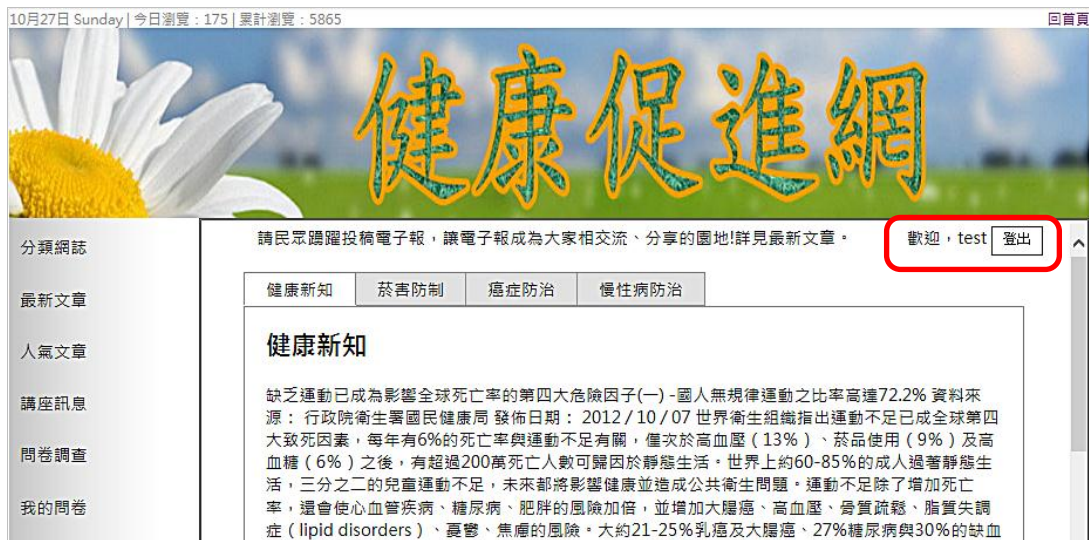 10月27日 Sunday | 今日瀏覽：175 | 累計瀏覽：5865
回首頁
健康促進網
請民眾踴躍投稿電子報，讓電子報成為大家相交流、分享的園地!詳見最新文章。
歡迎，test 登出
分類網誌
最新文章
人氣文章
講座訊息
問卷調查
我的問卷
健康新知 菸害防制 癌症防治 慢性病防治
健康新知
缺乏運動已成為影響全球死亡率的第四大危險因子(一) -國人無規律運動之比率高達72.2% 資料來
源： 行政院衛生署國民健康局 發佈日期： 2012 / 10 / 07 世界衛生組織指出運動不足已成全球第四
大致死因素，每年有6%的死亡率與運動不足有關，僅次於高血壓（13%）、菸品使用（9%）及高
血糖（6%）之後，有超過200萬死亡人數可歸因於靜態生活。世界上約60-85%的成人過著靜態生
活，三分之二的兒童運動不足，未來都將影響健康並造成公共衛生問題。運動不足除了增加死亡
率，還會使心血管疾病、糖尿病、肥胖的風險加倍，並增加大腸癌、高血壓、骨質疏鬆、脂質失調
症（lipid disorders）、憂鬱、焦慮的風險。大約21-25%乳癌及大腸癌、27%糖尿病與30%的缺血